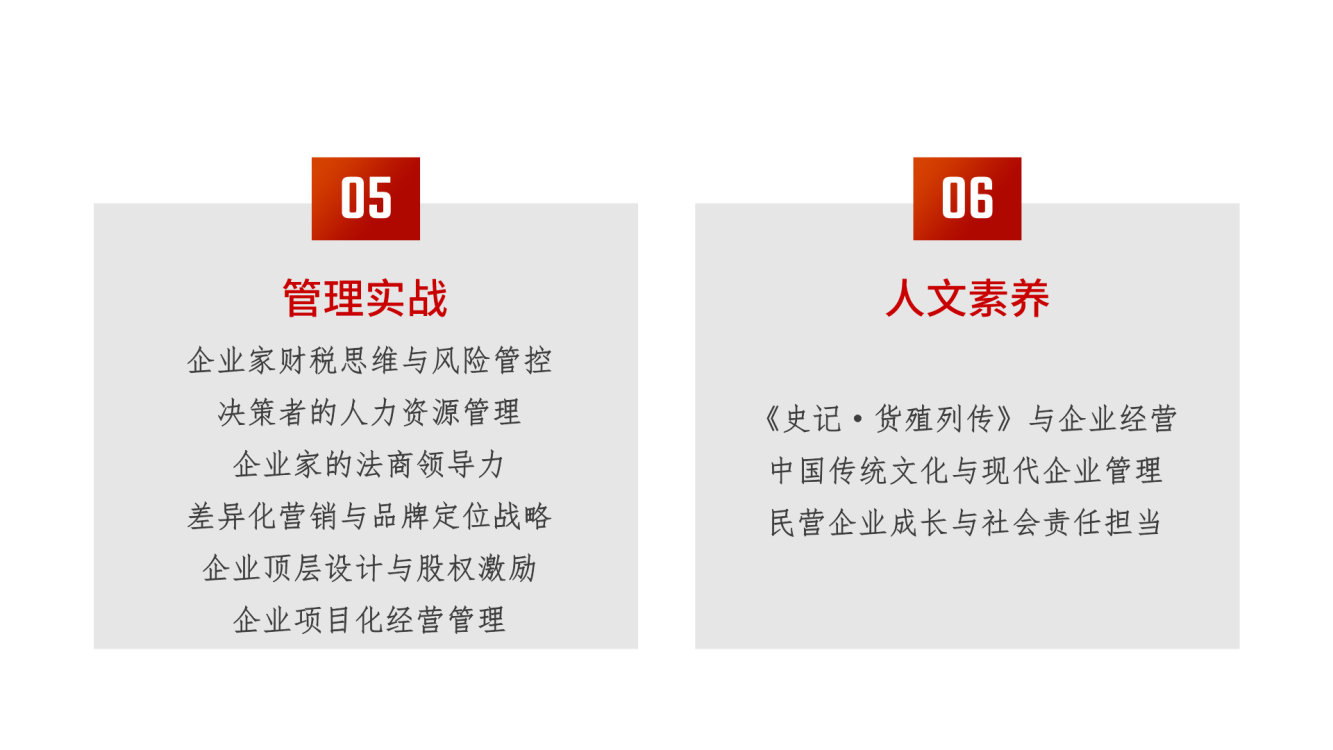 05
管理实战
企业家财税思维与风险管控
决策者的人力资源管理
企业家的法商领导力
差异化营销与品牌定位战略
企业顶层设计与股权激励
企业项目化经营管理
06
人文素养
《史记·货殖列传》与企业经营
中国传统文化与现代企业管理
民营企业成长与社会责任担当